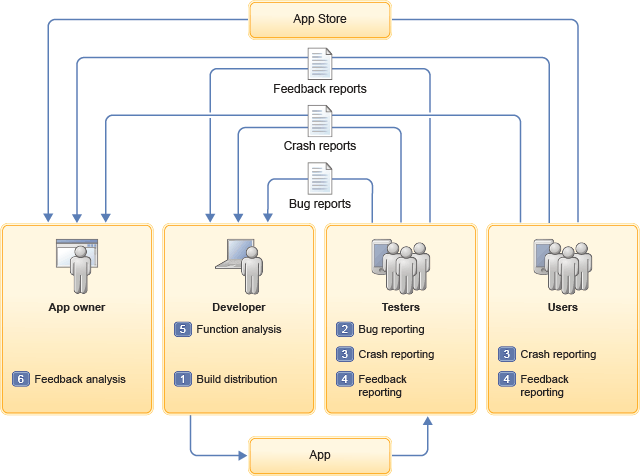 App Store
Feedback reports
Crash reports
Bug reports
App owner
6 Feedback analysis
Developer
5 Function analysis
1 Build distribution
Testers
2 Bug reporting
3 Crash reporting
4 Feedback
reporting
Users
3 Crash reporting
4 Feedback
reporting
App